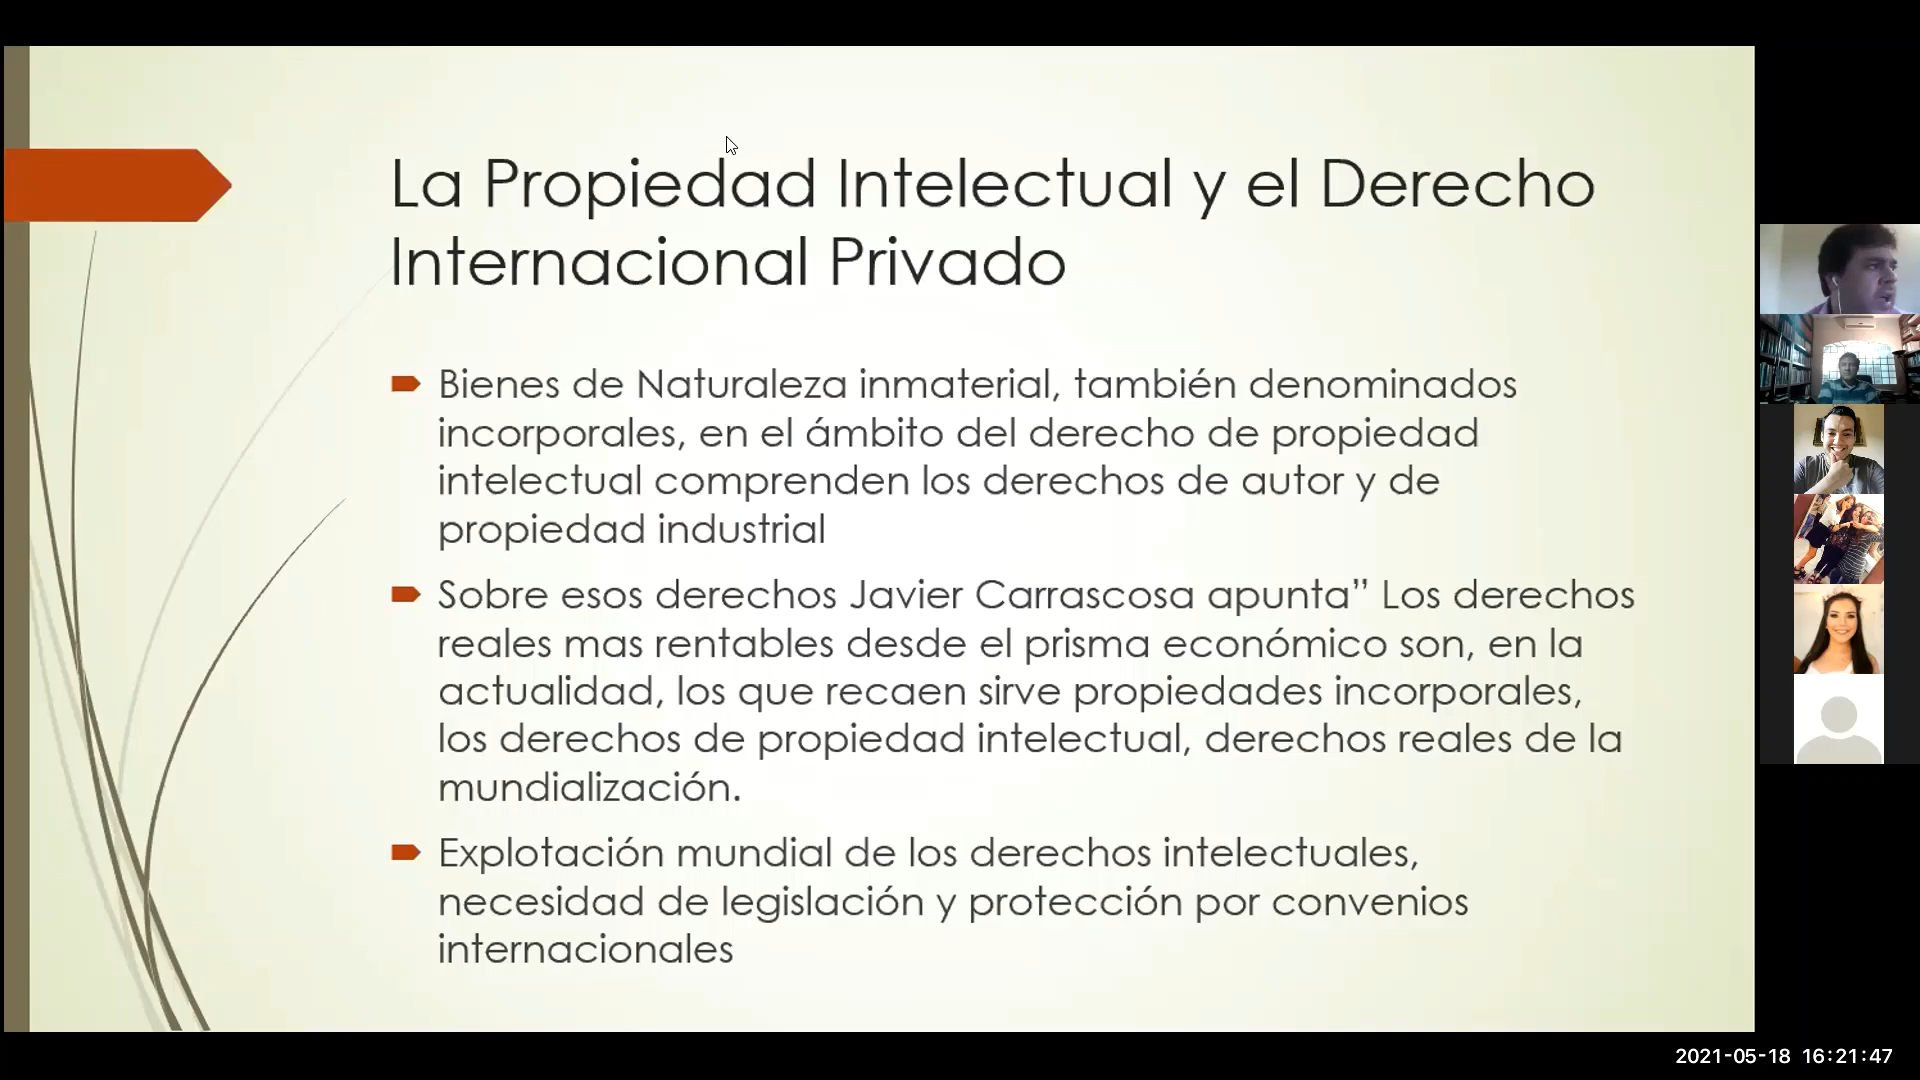 La Propiedad Intelectual y el Derecho
Internacional Privado
Bienes de Naturaleza inmaterial, también denominados
incorporales, en el ámbito del derecho de propiedad
intelectual comprenden los derechos de autor y de
propiedad industrial
Sobre esos derechos Javier Carrascosa apunta” Los derechos
reales mas rentables desde el prisma económico son, en la
actualidad, los que recaen sirve propiedades incorporales,
los derechos de propiedad intelectual, derechos reales de la
mundialización.
Explotación mundial de los derechos intelectuales,
necesidad de legislación y protección por convenios
internacionales
2021-05-18 16:21:47